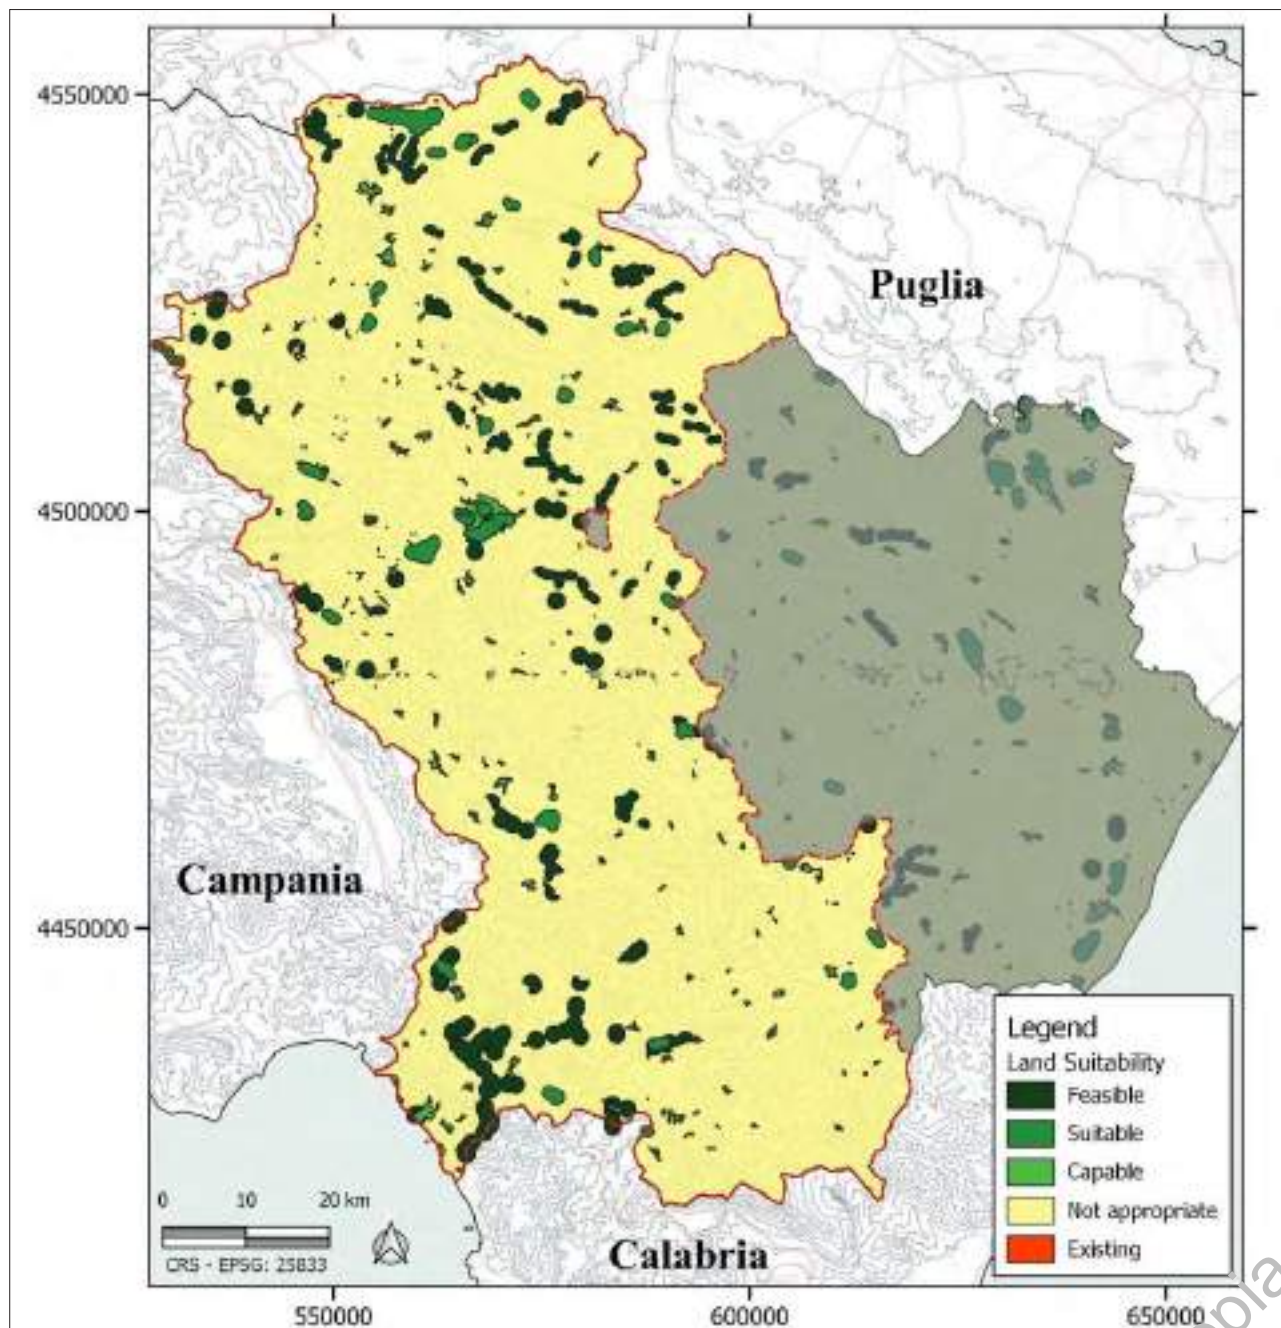 4550000
Puglia
4500000
Campania
4450000
Legend
Land Suitability
Feasible
Suitable
Capable
Not appropriate
Existing
0 10 20 km
CRS - EPSG: 25833
Calabria
550000 600000 650000